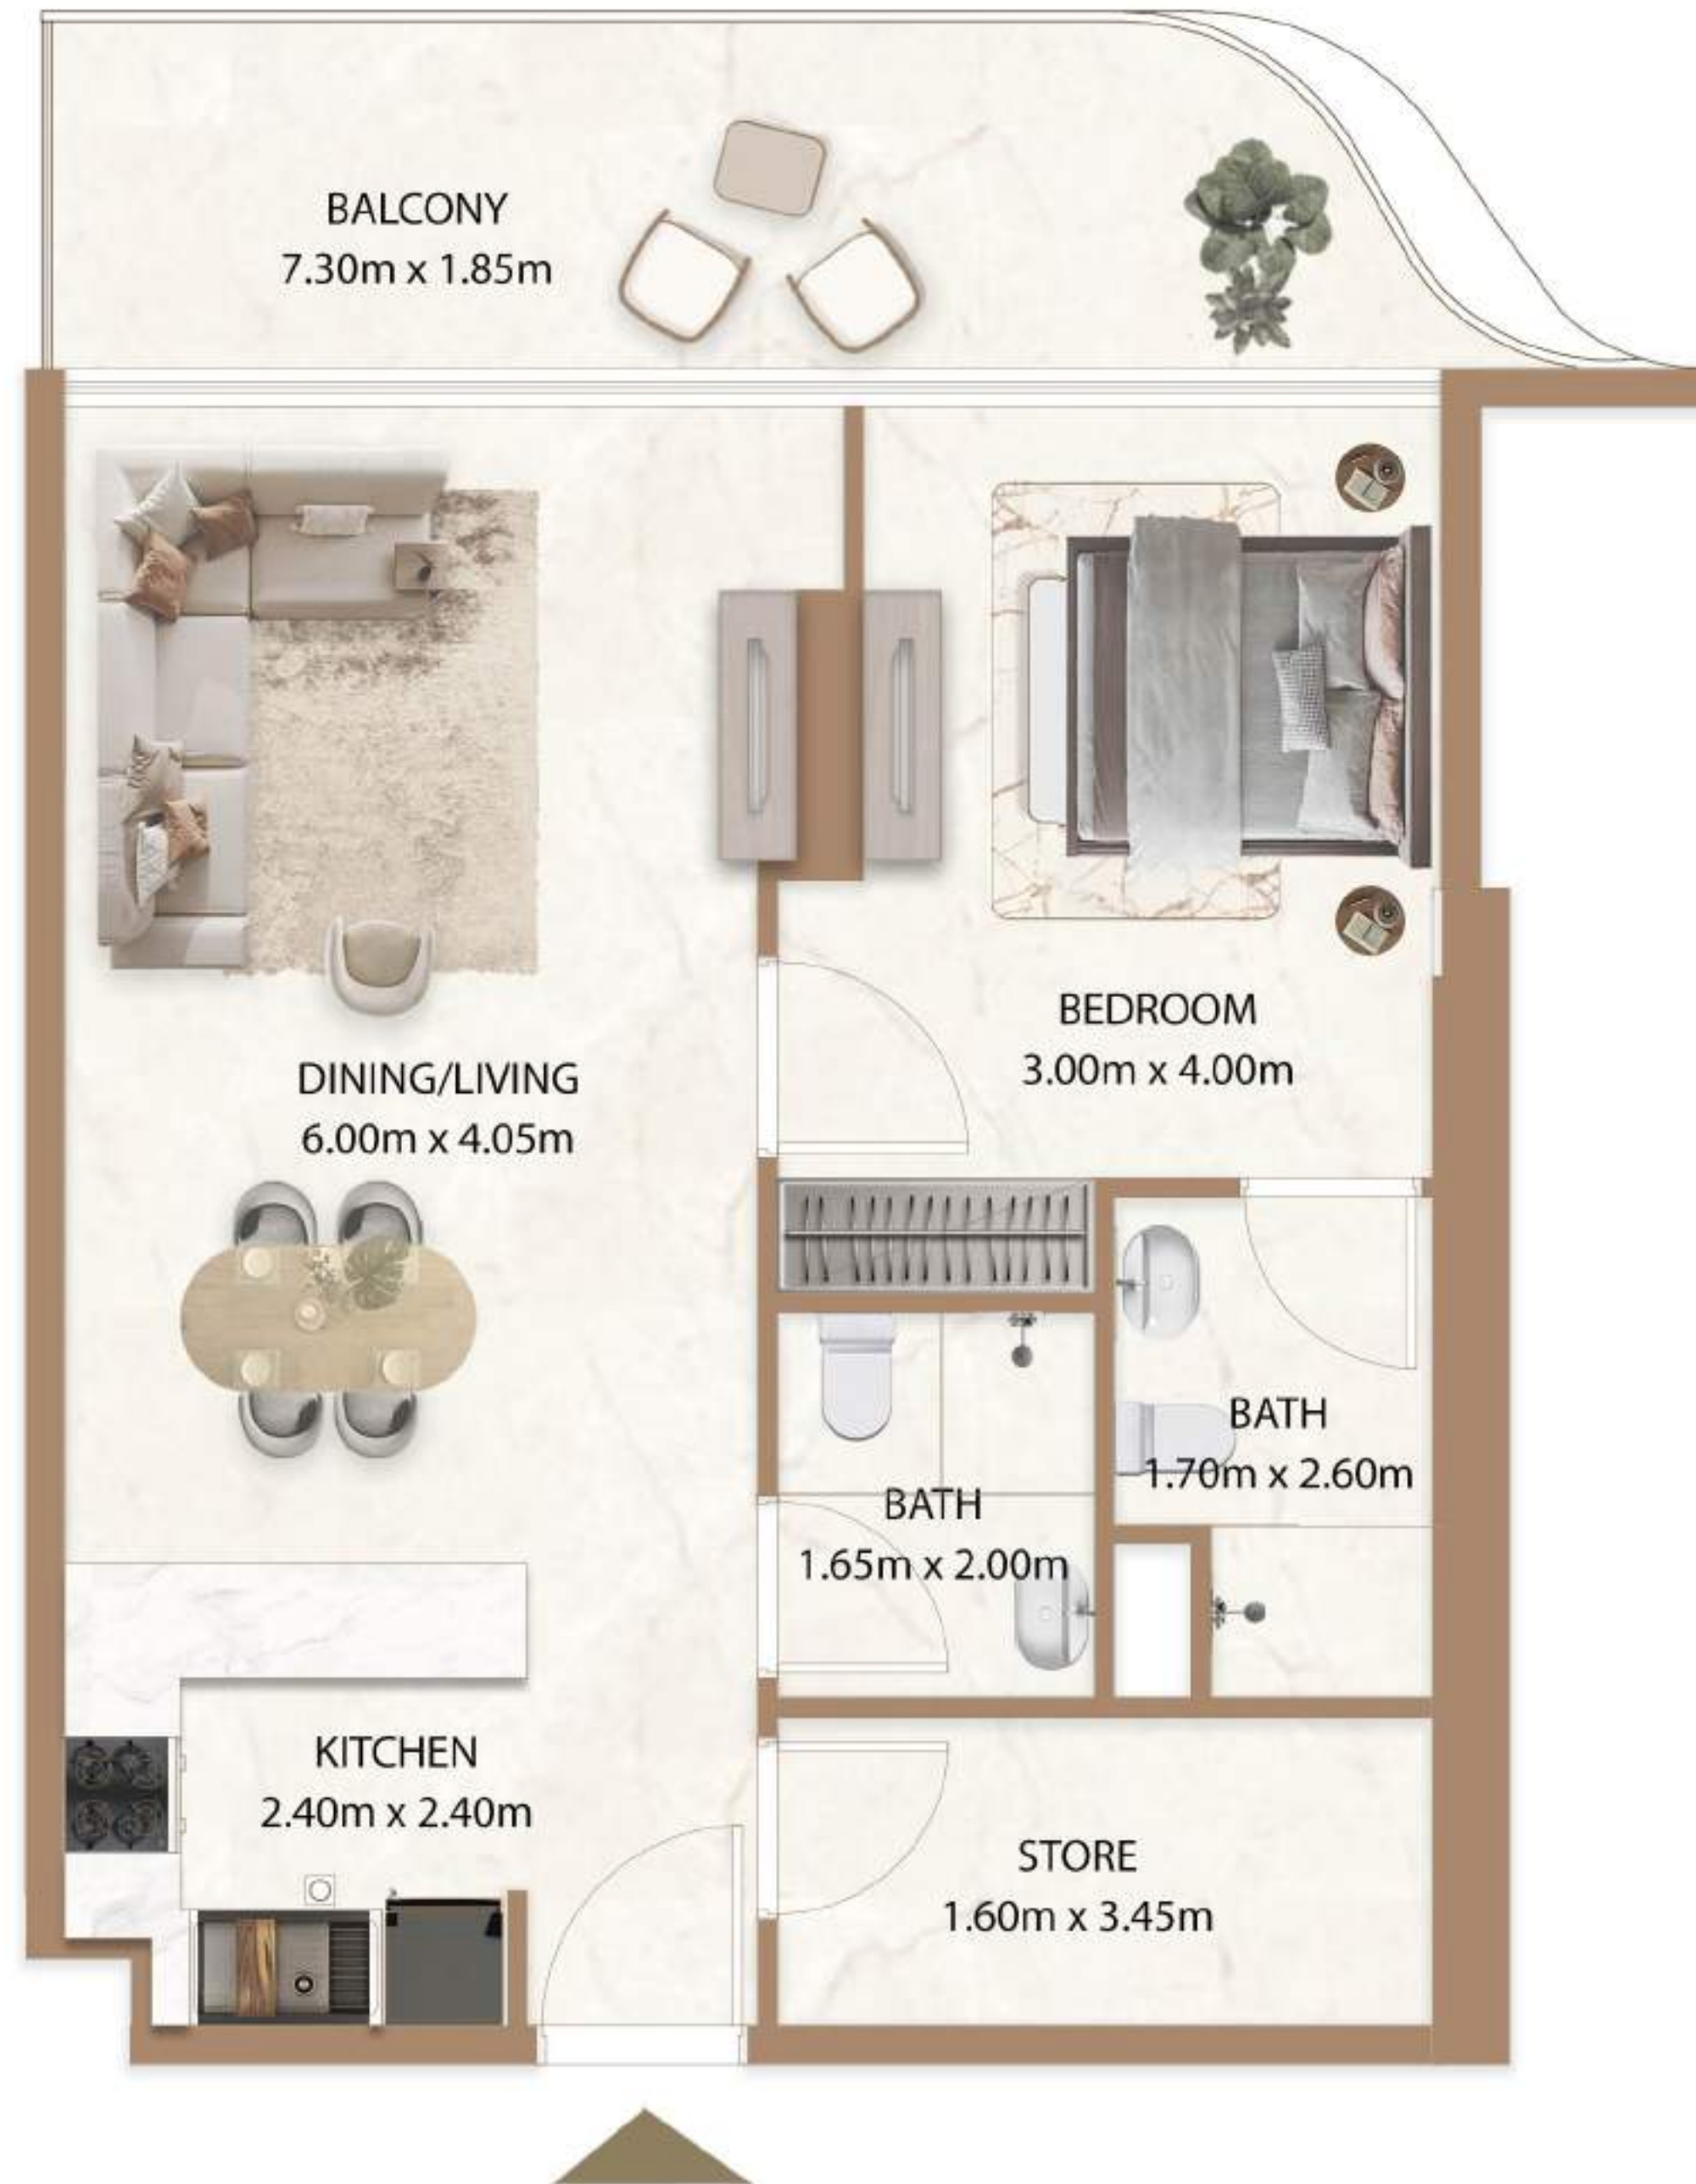 BALCONY
7.30m x 1.85m
DINING/LIVING
6.00m x 4.05m
BEDROOM
3.00m x 4.00m
BATH
1.70m x 2.60m
BATH
1.65m x 2.00m
KITCHEN
2.40m x 2.40m
STORE
1.60m x 3.45m